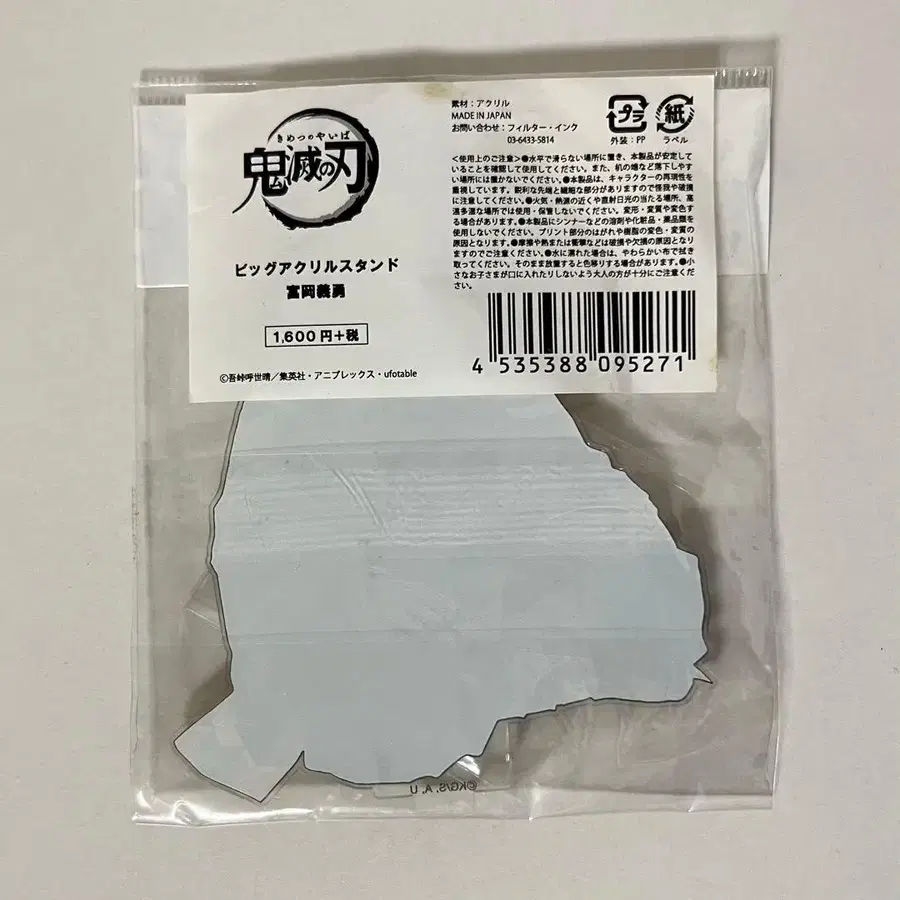 きめつのやいば
鬼滅の刃
ビッグアクリルスタンド
冨岡義勇
1,600円+税
©吾峠呼世晴／集英社・アニプレックス・ufotable
素材：アクリル
MADE IN JAPAN
お問い合わせ：フィルター・インク
03-6433-5814
プラ
外装：PP
紙
ラベル
＜使用上のご注意＞●水平で滑らない場所に置き、本製品が安定して
いることを確認して使用してください。また、机の端など落下しやす
い場所には置かないでください。●本製品は、キャラクターの再現性を
重視しています。鋭利な先端と繊細な部分がありますので怪我や破損
に注意してください。●火気・熱源の近くや直射日光の当たる場所、高
温多湿な場所では使用・保管しないでください。変形・変質や変色す
る場合があります。●本製品にシンナーなどの溶剤や化粧品・薬品類を
使用しないでください。プリント部分のはがれや樹脂の変色・変質の
原因となります。●摩擦や熱または衝撃などは破損や欠損の原因となり
ます。●水に濡れた場合は、やわらかい布で拭き
取ってください。そのまま放置すると色移りする場合があります。●小
さなお子さまが口に入れたりしないよう大人の方が十分にご注意くださ
い。
4 535388 095271
©KG/S, A, U